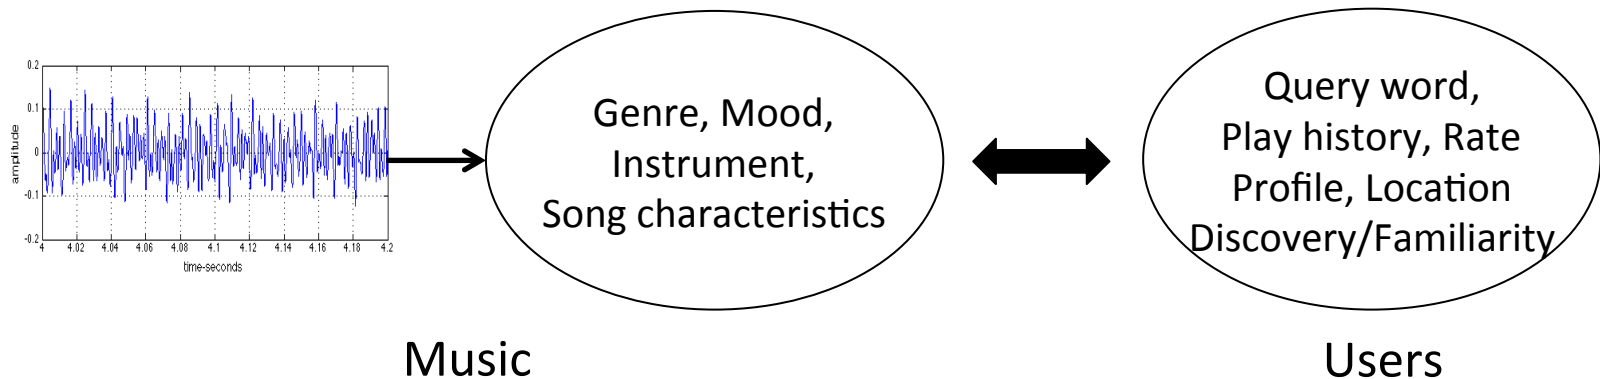 0.2
0.1
0
-0.1
-0.2
amplitude
4 4.02 4.04 4.06 4.08 4.1 4.12 4.14 4.16 4.18 4.2
time-seconds
Genre, Mood,
Instrument,
Song characteristics
Query word,
Play history, Rate
Profile, Location
Discovery/Familiarity
Music
Users